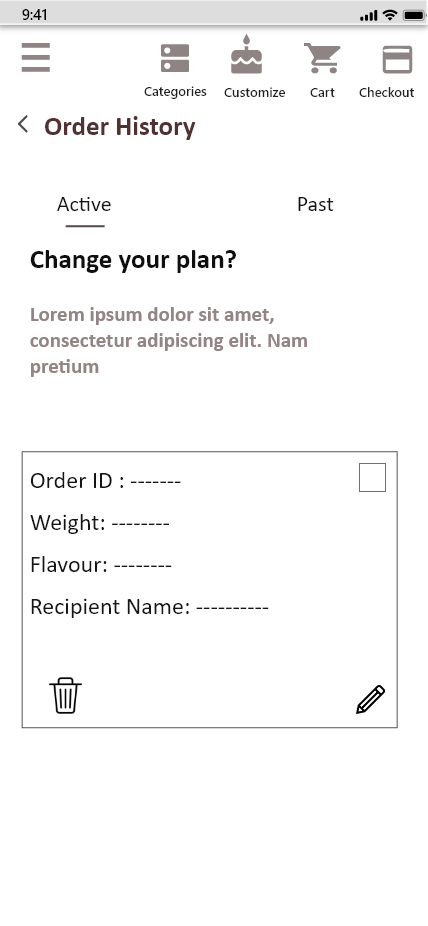 9:41
Categories
Customize
Cart
Checkout
Order History
Active
Past
Change your plan?
Lorem ipsum dolor sit amet,
consectetur adipiscing elit. Nam
pretium
Order ID : -------
Weight: --------
Flavour: --------
Recipient Name: ----------